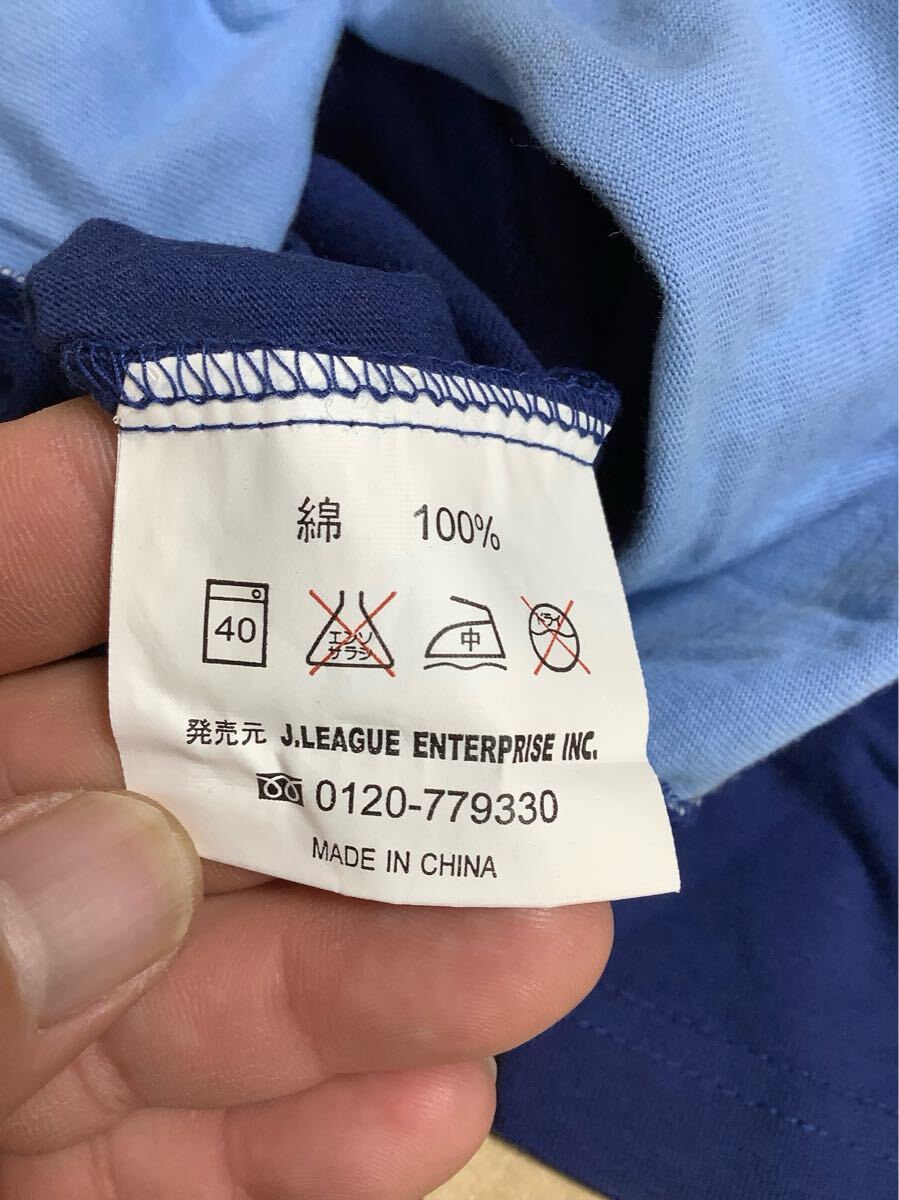 綿 100%
40 エンソ 中 ドライ
サラシ
発売元 J.LEAGUE ENTERPRISE INC.
0120-779330
MADE IN CHINA